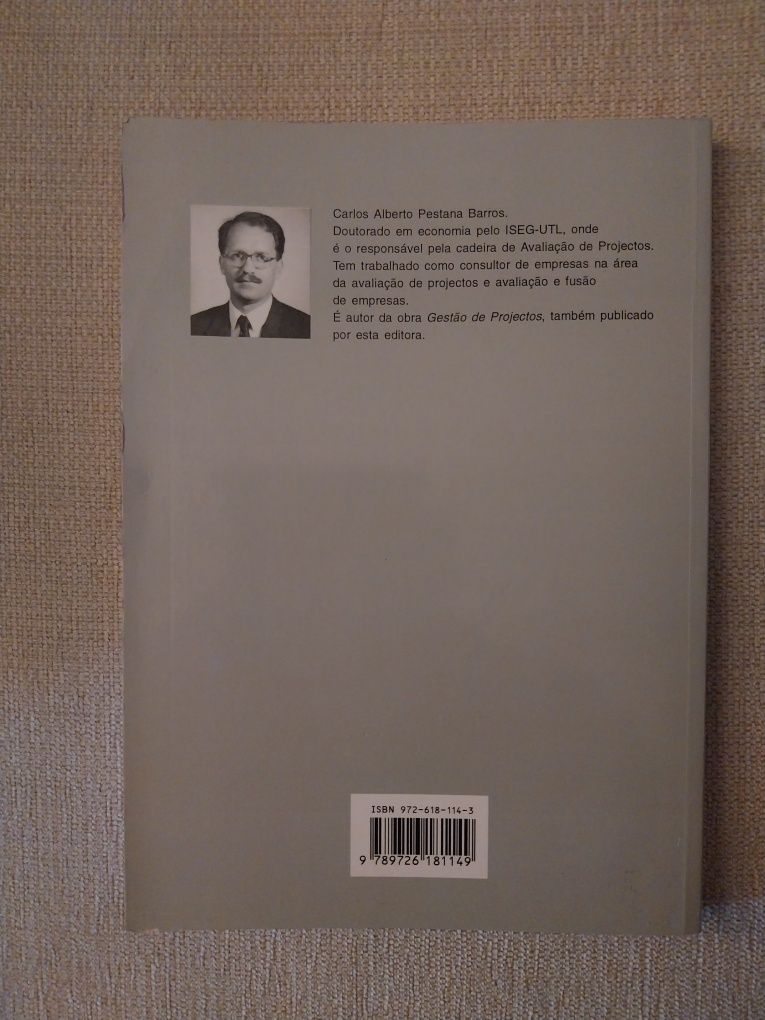 Carlos Alberto Pestana Barros.
Doutorado em economia pelo ISEG-UTL, onde
é o responsável pela cadeira de Avaliação de Projectos.
Tem trabalhado como consultor de empresas na área
da avaliação de projectos e avaliação e fusão
de empresas.
É autor da obra Gestão de Projectos, também publicado
por esta editora.
ISBN 972-618-114-3
9 789726 181149